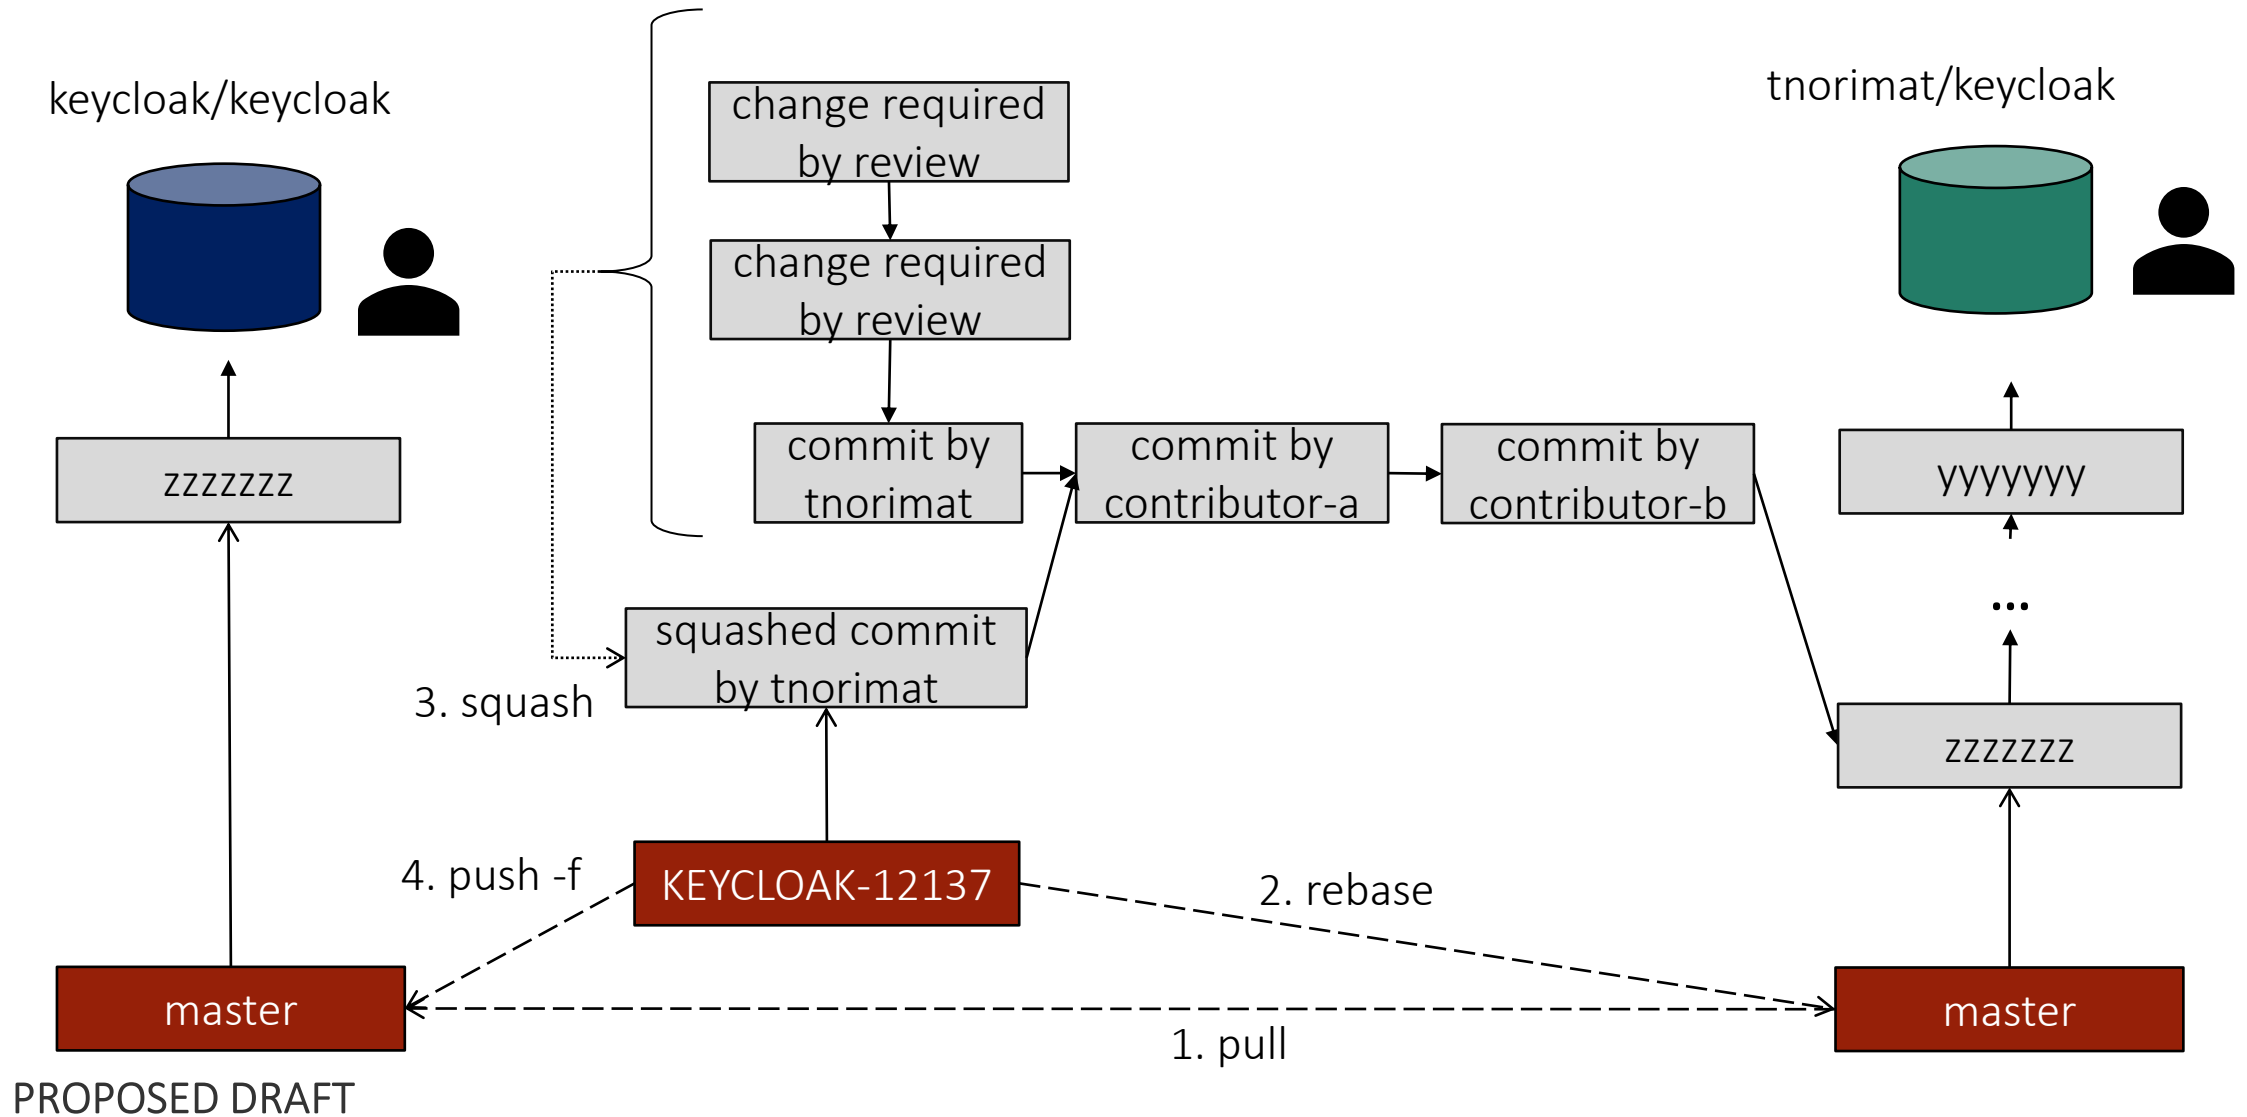 keycloak/keycloak
tnorimat/keycloak
change required
by review
change required
by review
commit by
tnorimat
commit by
contributor-a
commit by
contributor-b
zzzzzzz
yyyyyyy
...
squashed commit
by tnorimat
3. squash
zzzzzzz
4. push -f
KEYCLOAK-12137
2. rebase
master
master
1. pull
PROPOSED DRAFT